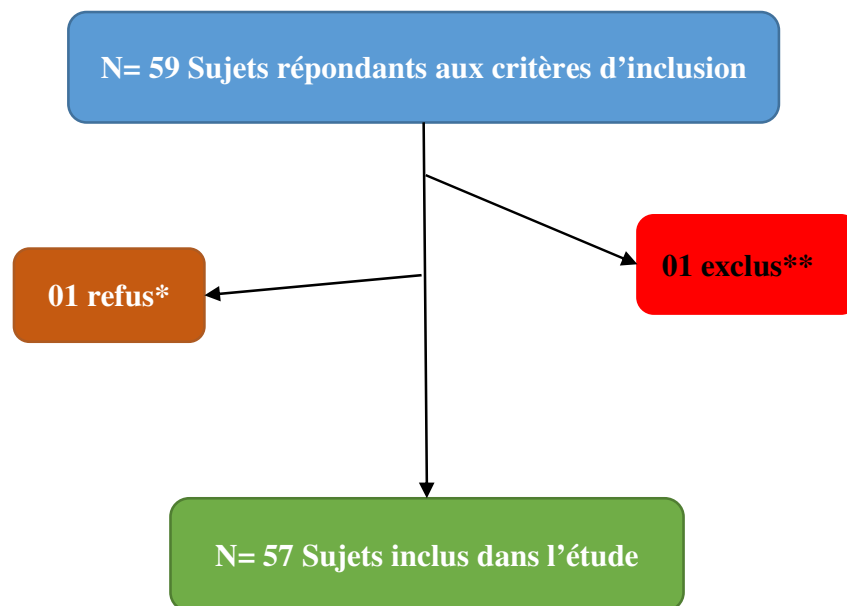 N= 59 Sujets répondants aux critères d’inclusion
01 exclus**
01 refus*
N= 57 Sujets inclus dans l’étude